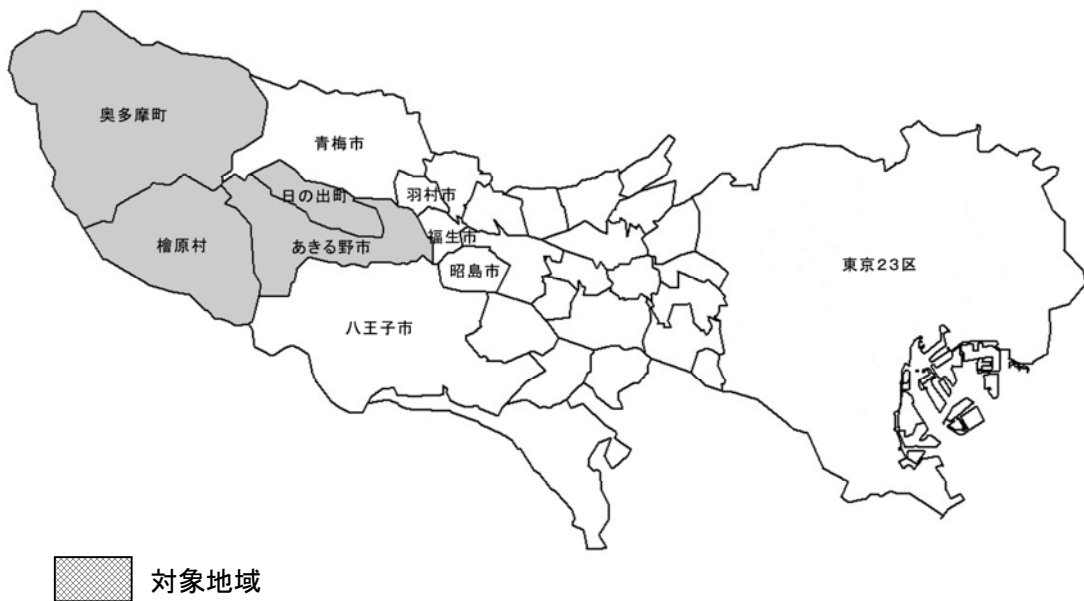 奥多摩町
青梅市
日の出町
羽村市
檜原村
あきる野市
福生市
昭島市
東京23区
八王子市
対象地域